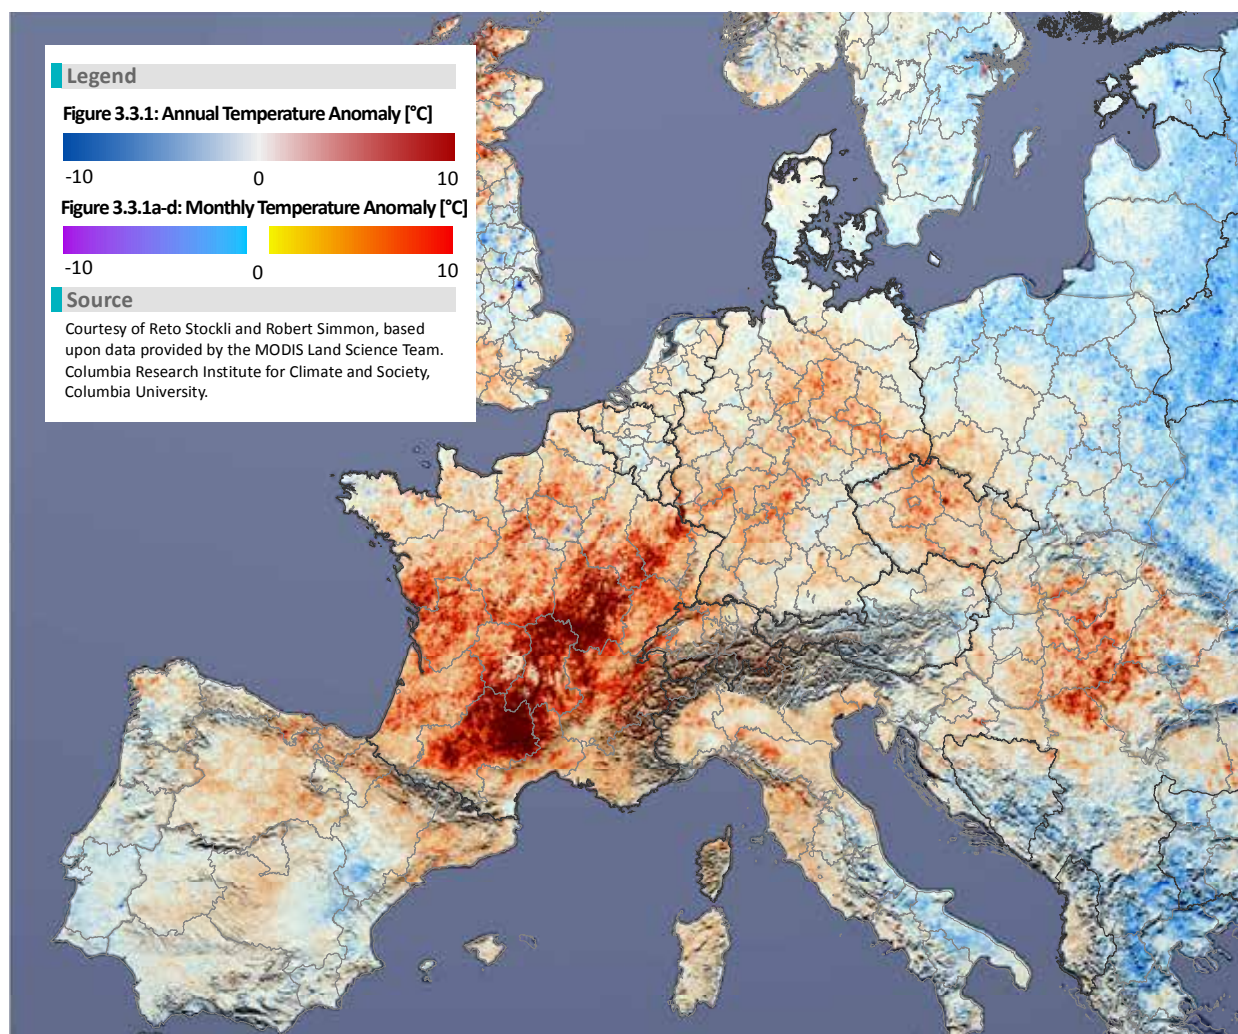 Legend
Figure 3.3.1: Annual Temperature Anomaly [°C]
-10 0 10
Figure 3.3.1a-d: Monthly Temperature Anomaly [°C]
-10 0 10
Source
Courtesy of Reto Stockli and Robert Simmon, based
upon data provided by the MODIS Land Science Team.
Columbia Research Institute for Climate and Society,
Columbia University.